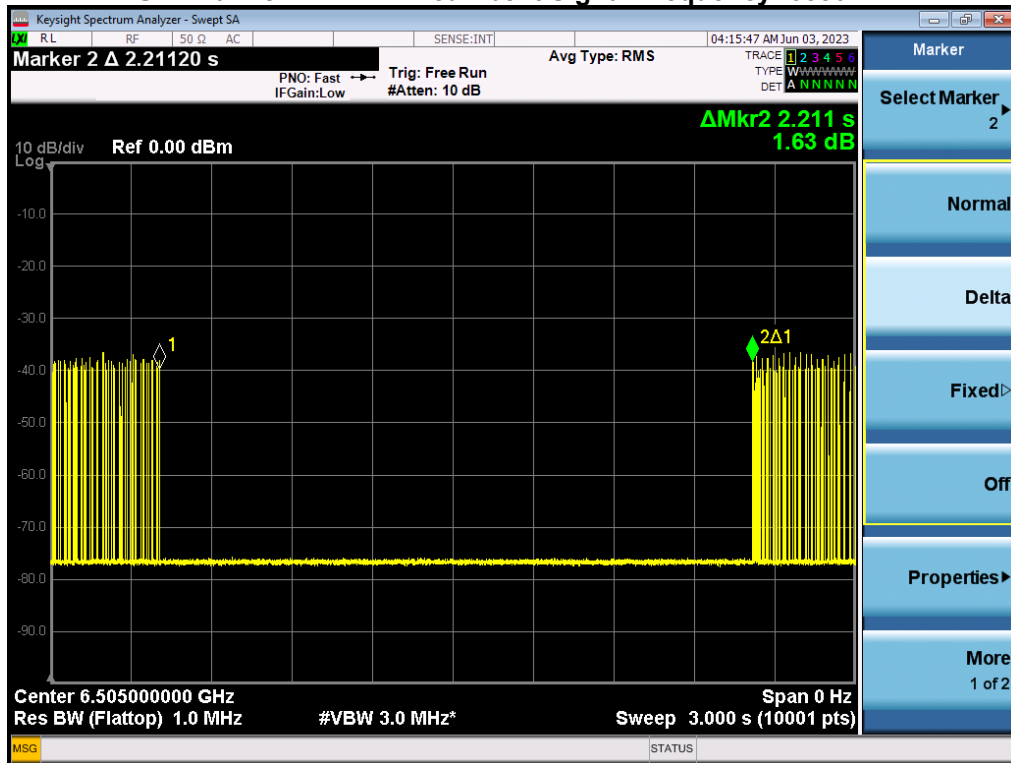 Keysight Spectrum Analyzer - Swept SA
LXI RL RF 50 Ω AC SENSE:INT 04:15:47 AM Jun 03, 2023
Marker 2 Δ 2.21120 s
PNO: Fast
IFGain:Low
Trig: Free Run
#Atten: 10 dB
Avg Type: RMS
TRACE 1 2 3 4 5 6
TYPE WWWWWW
DET A N N N N N
ΔMkr2 2.211 s
1.63 dB
10 dB/div Ref 0.00 dBm
Log
-10.0
-20.0
-30.0
-40.0
-50.0
-60.0
-70.0
-80.0
-90.0
1
2Δ1
Center 6.505000000 GHz Span 0 Hz
Res BW (Flattop) 1.0 MHz #VBW 3.0 MHz* Sweep 3.000 s (10001 pts)
MSG STATUS
Marker
Select Marker
2
Normal
Delta
Fixed
Off
Properties
More
1 of 2